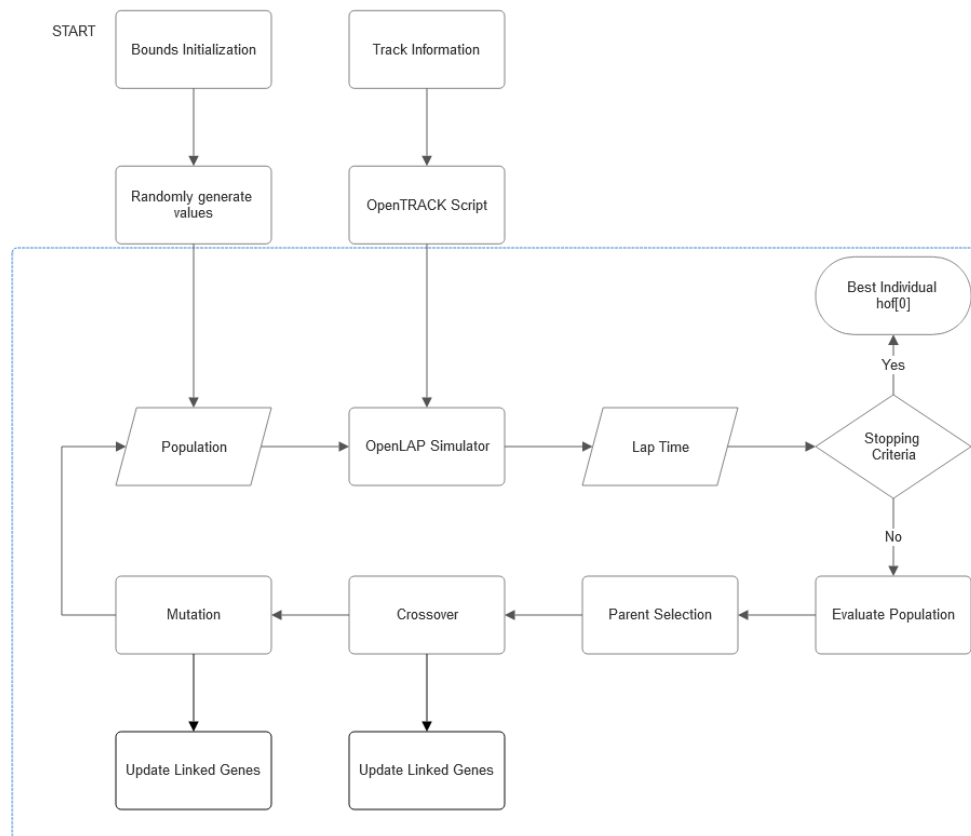 START
Bounds Initialization
Track Information
Randomly generate
values
OpenTRACK Script
Best Individual
hof[0]
Yes
Population
OpenLAP Simulator
Lap Time
Stopping
Criteria
No
Mutation
Crossover
Parent Selection
Evaluate Population
Update Linked Genes
Update Linked Genes